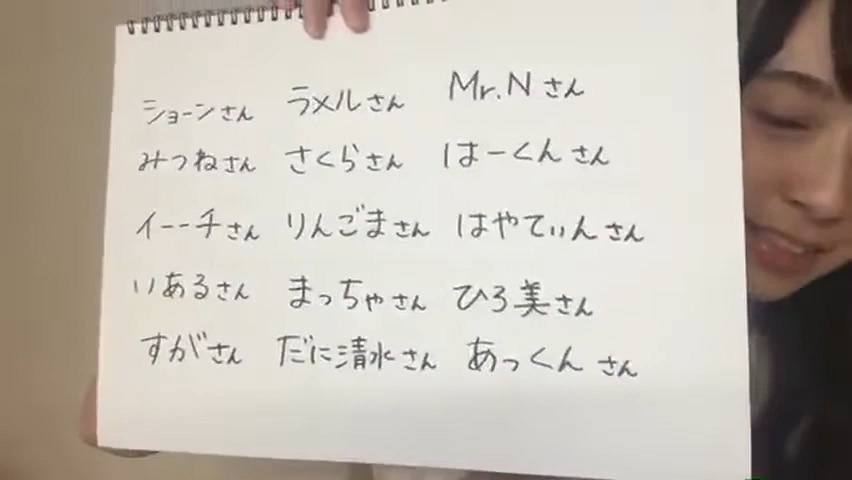 ショーンさん ラメルさん Mr.Nさん
みつねさん さくらさん はーくんさん
イーーチさん りんごまさん はやてぃんさん
いあるさん まっちゃさん ひろ美さん
すがさん だに清水さん あっくんさん